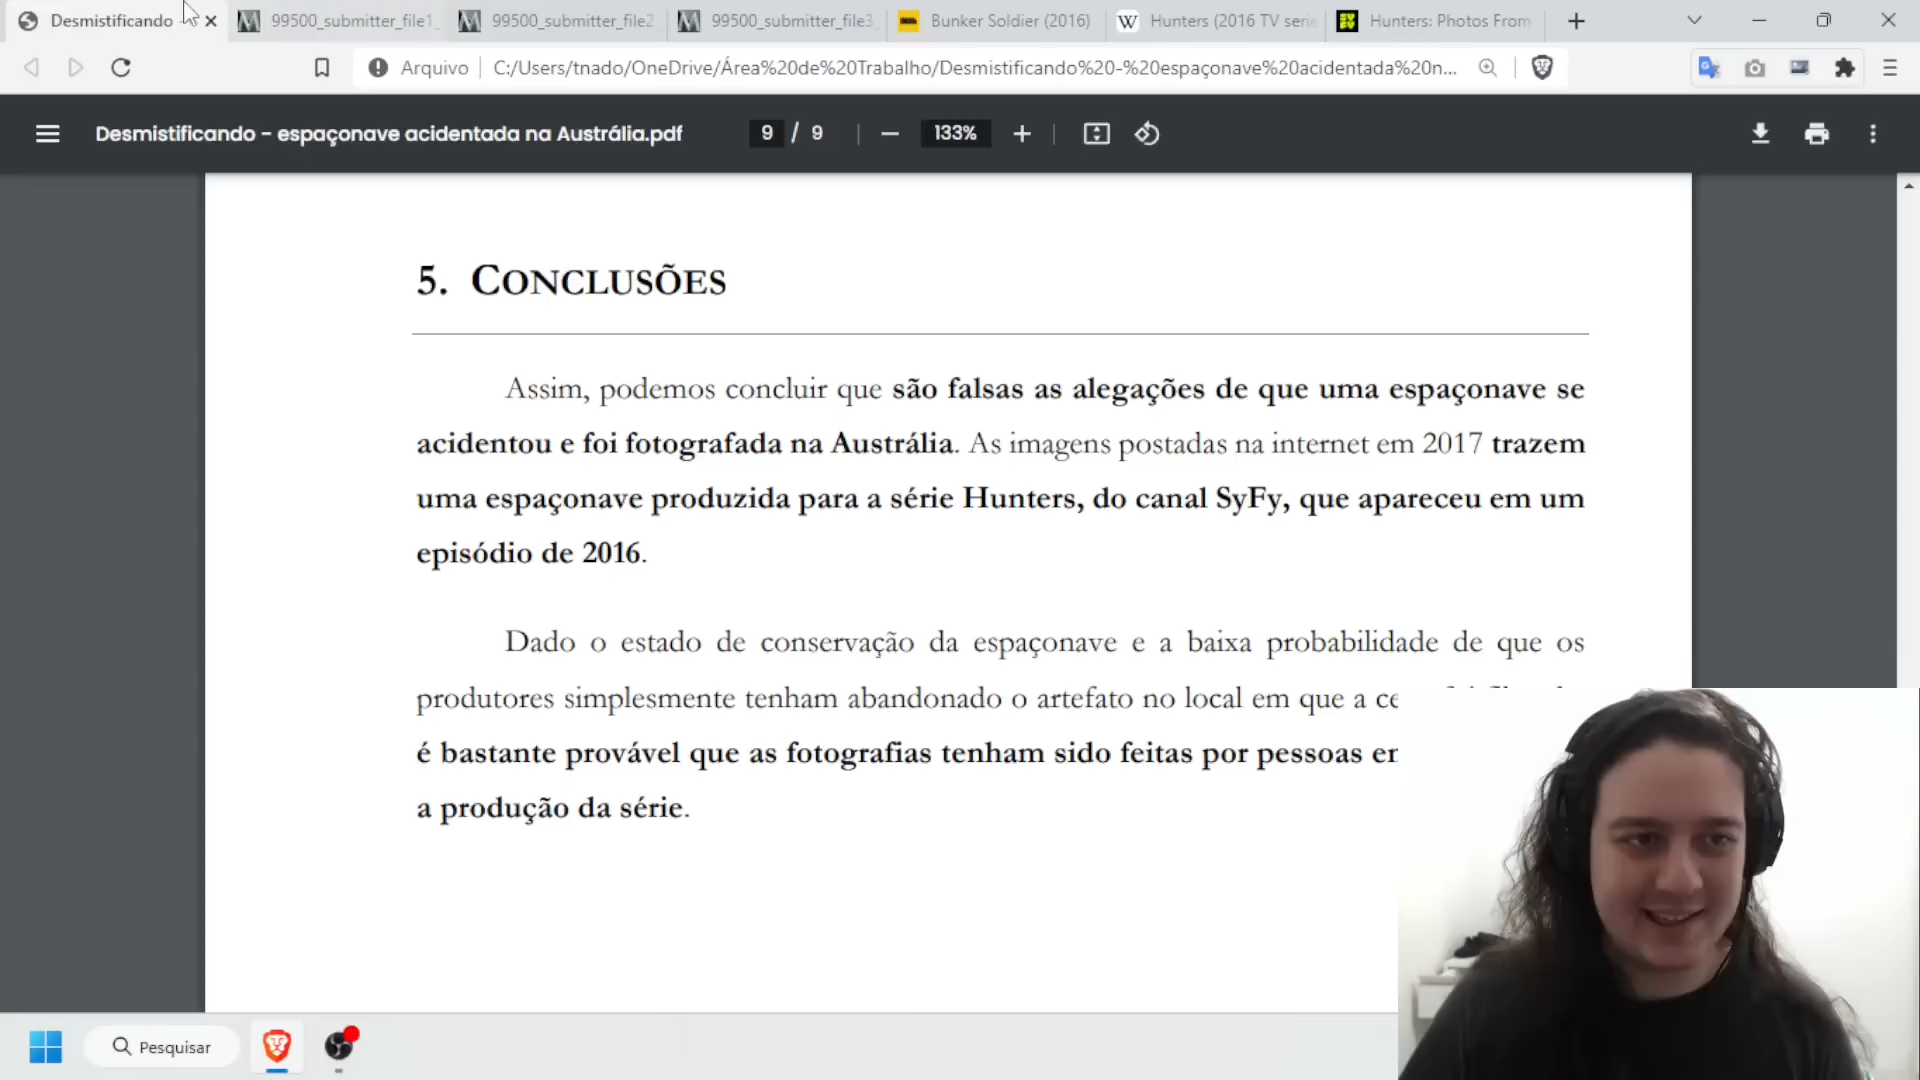 Desmistificando -
99500_submitter_file1_
99500_submitter_file2_
99500_submitter_file3_
Bunker Soldier (2016)
W
Hunters (2016 TV serie
SYFY
Hunters: Photos From
Arquivo
C:/Users/tnado/OneDrive/Área%20de%20Trabalho/Desmistificando%20-%20espaçonave%20acidentada%20n...
Desmistificando - espaçonave acidentada na Austrália.pdf
9 / 9
133%
5. CONCLUSÕES
Assim, podemos concluir que são falsas as alegações de que uma espaçonave se
acidentou e foi fotografada na Austrália. As imagens postadas na internet em 2017 trazem
uma espaçonave produzida para a série Hunters, do canal SyFy, que apareceu em um
episódio de 2016.
Dado o estado de conservação da espaçonave e a baixa probabilidade de que os
produtores simplesmente tenham abandonado o artefato no local em que a
é bastante provável que as fotografias tenham sido feitas por pessoas
a produção da série.
Pesquisar